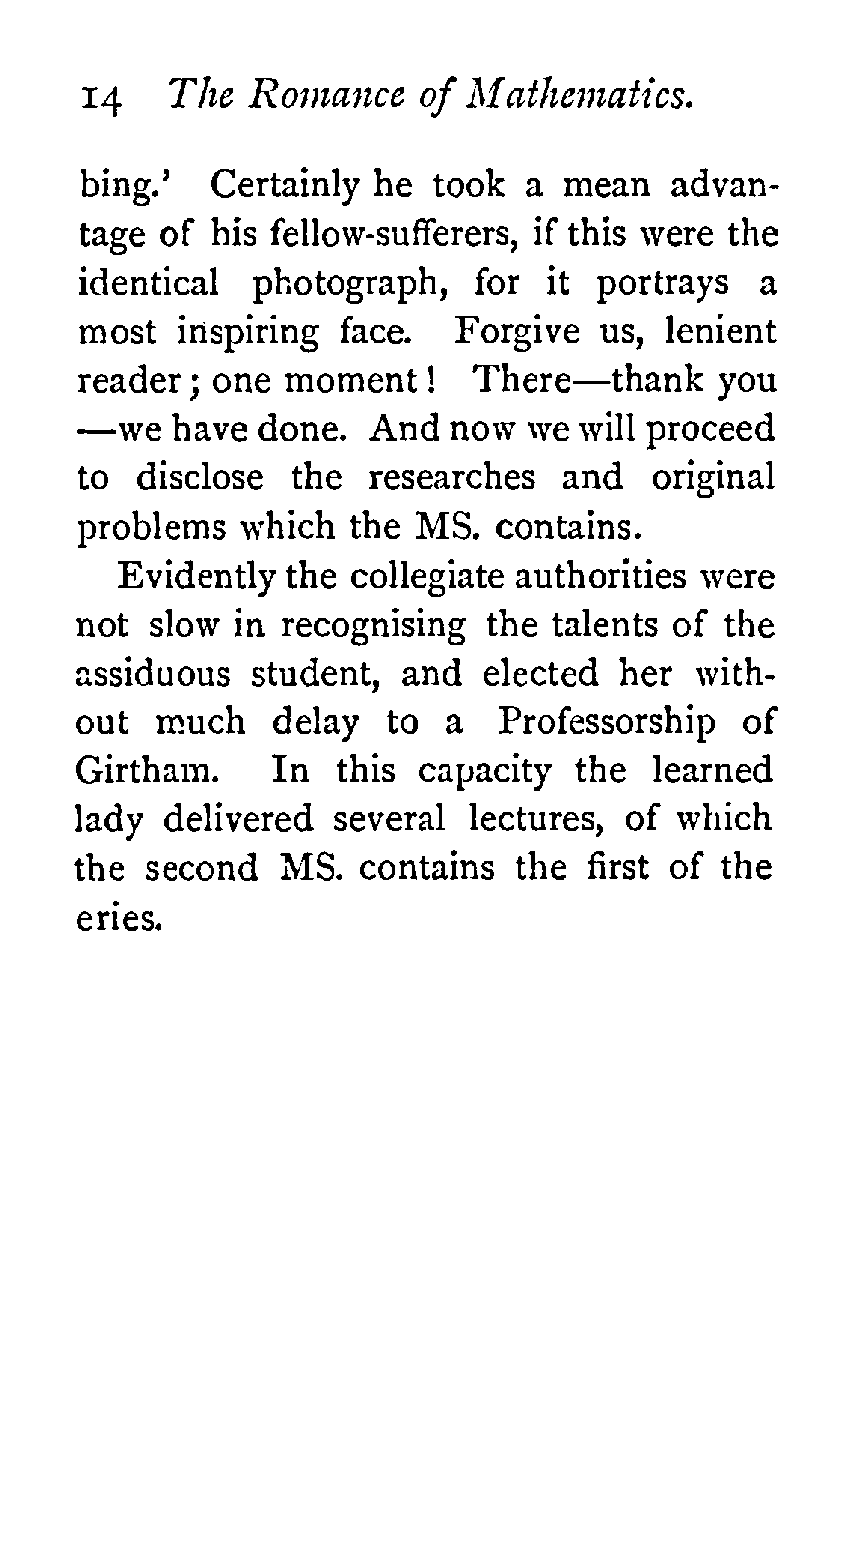 14 The Romance of Mathematics.
bing.' Certainly he took a mean advan-
tage of his fellow-sufferers, if this were the
identical photograph, for it portrays a
most inspiring face. Forgive us, lenient
reader; one moment! There—thank you
—we have done. And now we will proceed
to disclose the researches and original
problems which the MS. contains.
Evidently the collegiate authorities were
not slow in recognising the talents of the
assiduous student, and elected her with-
out much delay to a Professorship of
Girtham. In this capacity the learned
lady delivered several lectures, of which
the second MS. contains the first of the
eries.